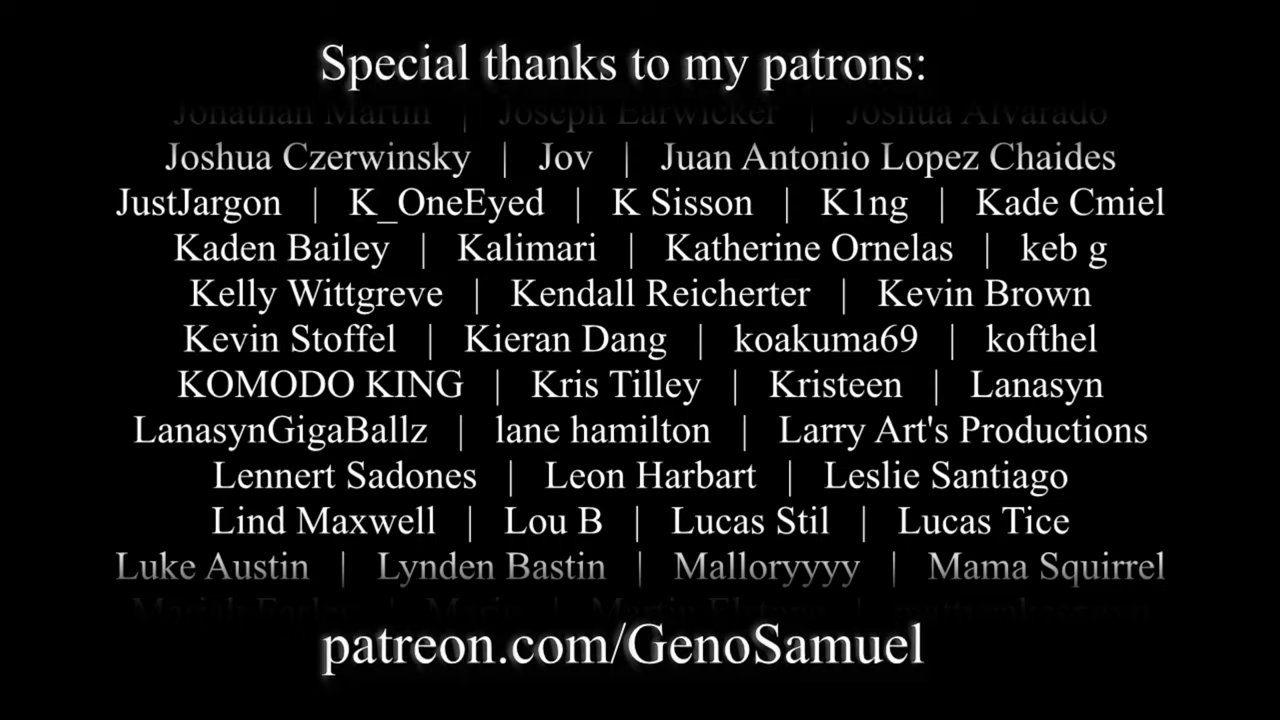 Special thanks to my patrons:
Jonathan Martin | Joseph Earwicker | Joshua Alvarado
Joshua Czerwinsky | Jov | Juan Antonio Lopez Chaides
JustJargon | K_OneEyed | K Sisson | K1ng | Kade Cmiel
Kaden Bailey | Kalimari | Katherine Ornelas | keb g
Kelly Wittgreve | Kendall Reicherter | Kevin Brown
Kevin Stoffel | Kieran Dang | koakuma69 | kofthel
KOMODO KING | Kris Tilley | Kristeen | Lanasyn
LanasynGigaBallz | lane hamilton | Larry Art's Productions
Lennert Sadones | Leon Harbart | Leslie Santiago
Lind Maxwell | Lou B | Lucas Stil | Lucas Tice
Luke Austin | Lynden Bastin | Malloryyyy | Mama Squirrel
patreon.com/GenoSamuel